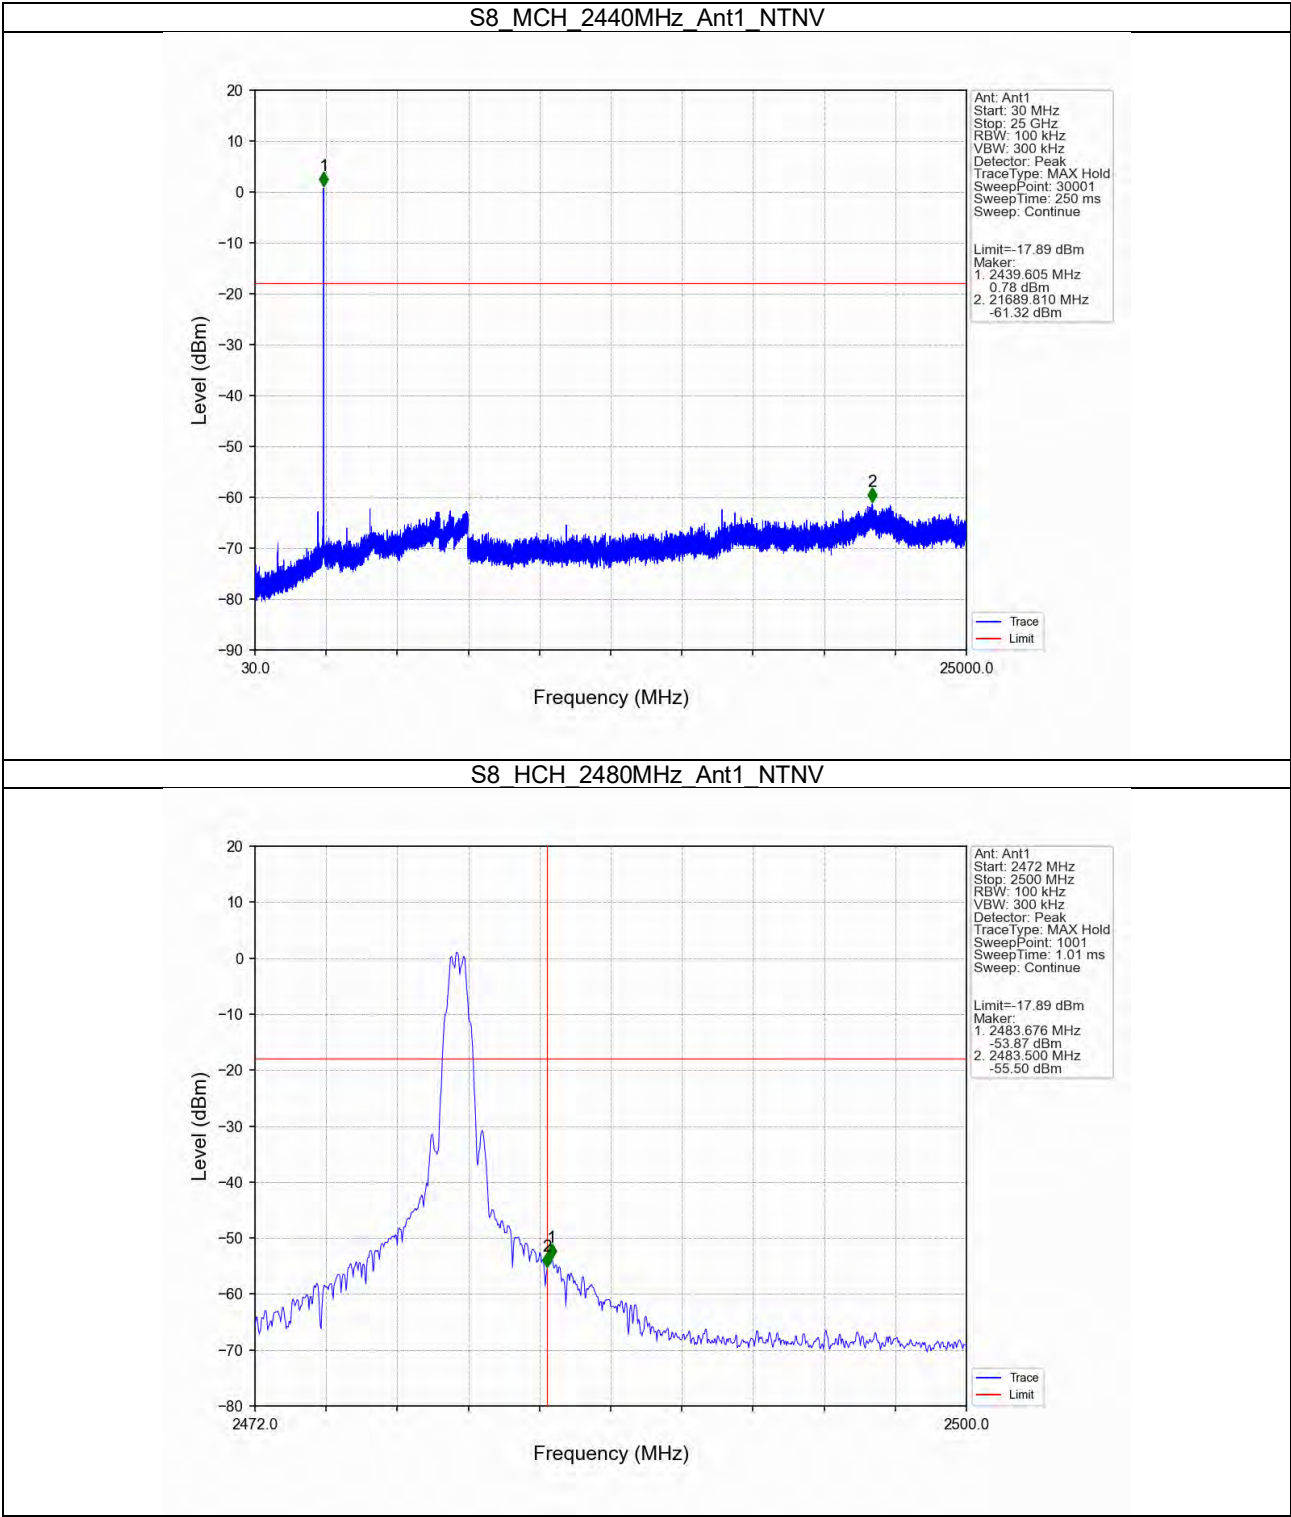 S8_MCH_2440MHz_Ant1_NTNV
20
10
0
−10
−20
−30
−40
−50
−60
−70
−80
−90
Level (dBm)
1
2
30.0
25000.0
Frequency (MHz)
Ant: Ant1
Start: 30 MHz
Stop: 25 GHz
RBW: 100 kHz
VBW: 300 kHz
Detector: Peak
TraceType: MAX Hold
SweepPoint: 30001
SweepTime: 250 ms
Sweep: Continue
Limit=-17.89 dBm
Maker:
1. 2439.605 MHz
0.78 dBm
2. 21689.810 MHz
-61.32 dBm
Trace
Limit
S8_HCH_2480MHz_Ant1_NTNV
20
10
0
−10
−20
−30
−40
−50
−60
−70
−80
Level (dBm)
1
2
2472.0
2500.0
Frequency (MHz)
Ant: Ant1
Start: 2472 MHz
Stop: 2500 MHz
RBW: 100 kHz
VBW: 300 kHz
Detector: Peak
TraceType: MAX Hold
SweepPoint: 1001
SweepTime: 1.01 ms
Sweep: Continue
Limit=-17.89 dBm
Maker:
1. 2483.676 MHz
-53.87 dBm
2. 2483.500 MHz
-55.50 dBm
Trace
Limit